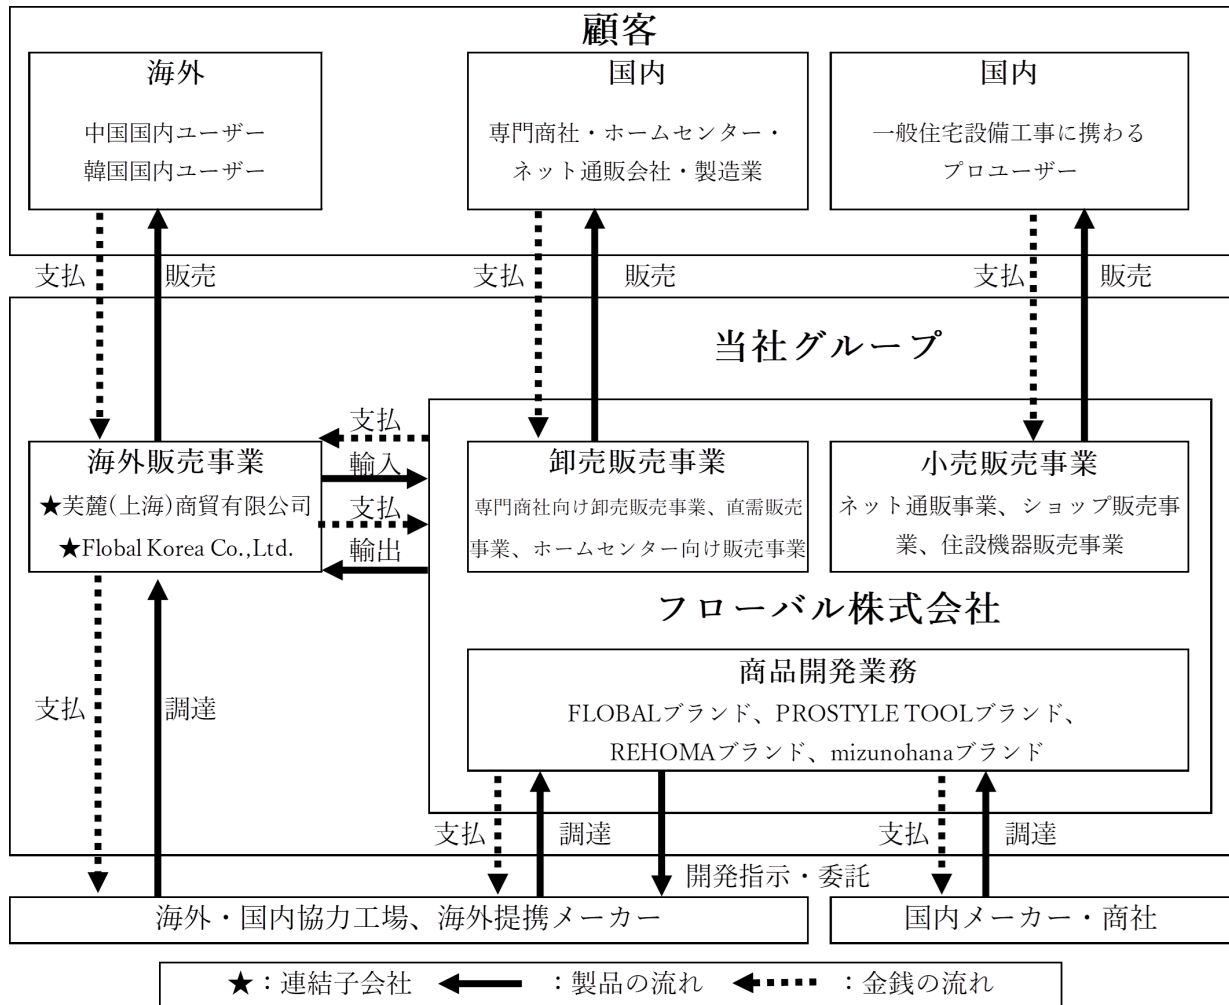 顧客
海外
中国国内ユーザー
韓国国内ユーザー
国内
専門商社・ホームセンター・
ネット通販会社・製造業
国内
一般住宅設備工事に携わる
プロユーザー
支払
販売
支払
販売
支払
販売
当社グループ
海外販売事業
★芙麓(上海)商貿有限公司
★Flobal Korea Co.,Ltd.
支払
輸入
支払
輸出
卸売販売事業
専門商社向け卸売販売事業、直需販売
事業、ホームセンター向け販売事業
小売販売事業
ネット通販事業、ショップ販売事
業、住設機器販売事業
フローバル株式会社
商品開発業務
FLOBALブランド、PROSTYLE TOOLブランド、
REHOMAブランド、mizunohanaブランド
支払
調達
支払
調達
開発指示・委託
支払
調達
海外・国内協力工場、海外提携メーカー
国内メーカー・商社
★：連結子会社
：製品の流れ
：金銭の流れ